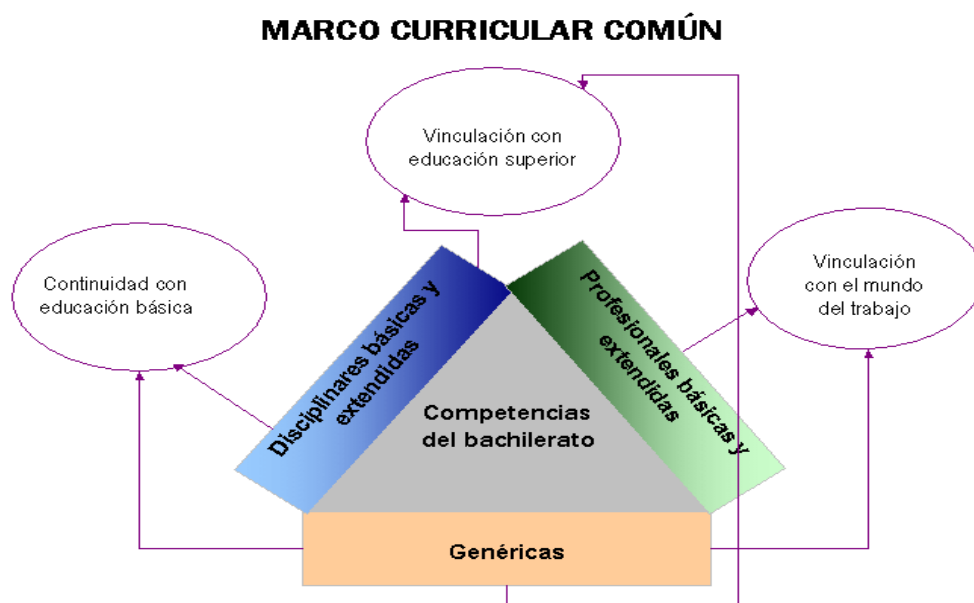 MARCO CURRICULAR COMÚN
Vinculación con
educación superior
Continuidad con
educación básica
Vinculación
con el mundo
del trabajo
Disciplinares básicas y
extendidas
Profesionales básicas y
extendidas
Competencias
del bachilerato
Genéricas